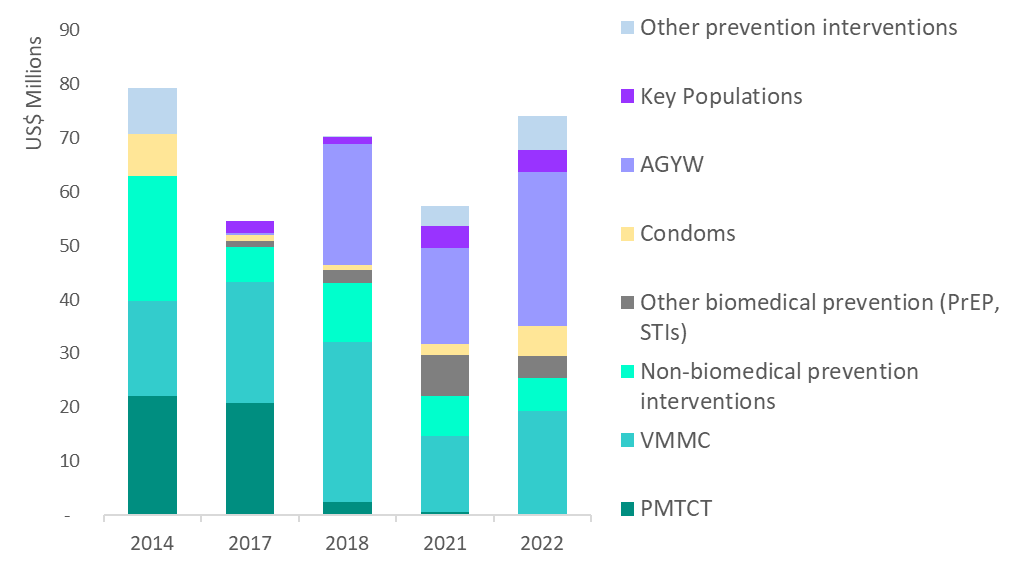 US$ Millions
90
80
70
60
50
40
30
20
10
-
2014 2017 2018 2021 2022
Other prevention interventions
Key Populations
AGYW
Condoms
Other biomedical prevention (PrEP,
STIs)
Non-biomedical prevention
interventions
VMMC
PMTCT